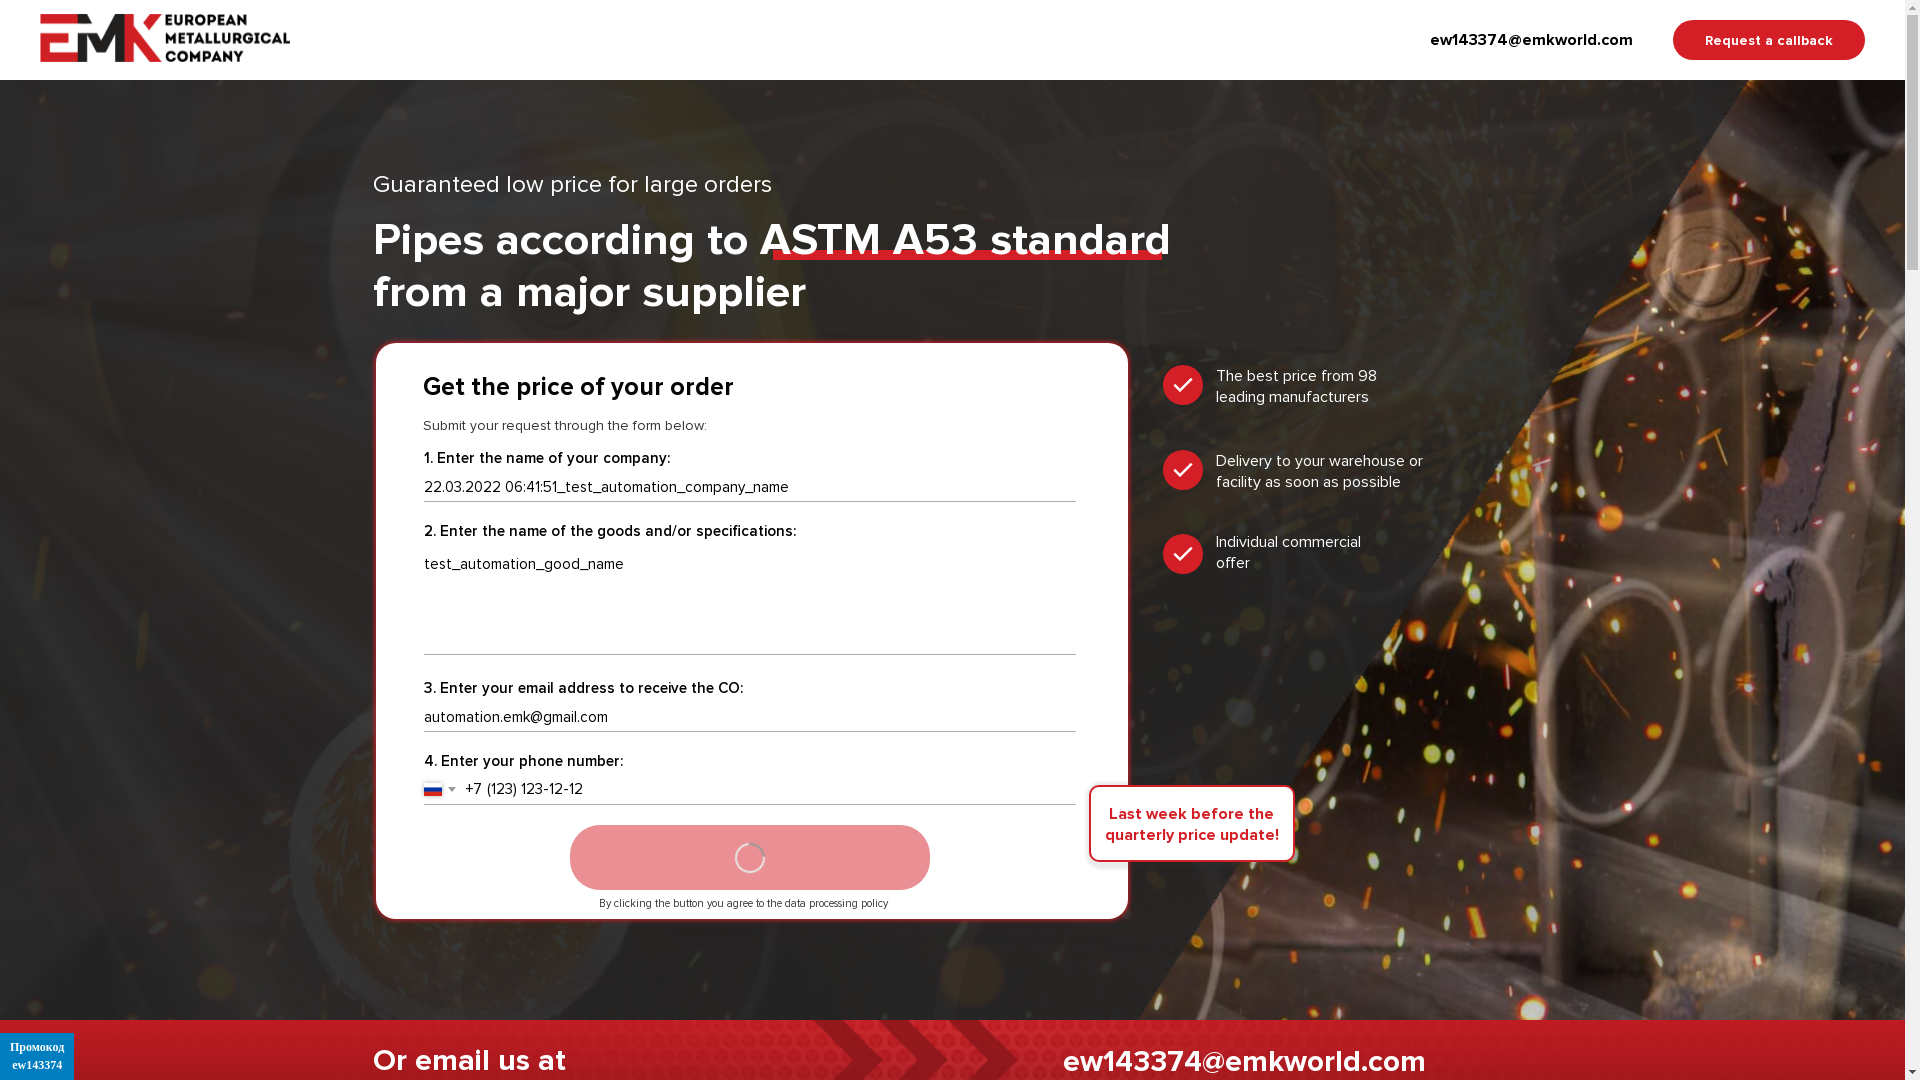 EUROPEAN
METALLURGICAL
COMPANY
EMK
ew143374@emkworld.com
Request a callback
Guaranteed low price for large orders
Pipes according to ASTM A53 standard
from a major supplier
Get the price of your order
Submit your request through the form below:
1. Enter the name of your company:
22.03.2022 06:41:51_test_automation_company_name
2. Enter the name of the goods and/or specifications:
test_automation_good_name
3. Enter your email address to receive the CO:
automation.emk@gmail.com
4. Enter your phone number:
+7 (123) 123-12-12
By clicking the button you agree to the data processing policy
The best price from 98
leading manufacturers
Delivery to your warehouse or
facility as soon as possible
Individual commercial
offer
Last week before the
quarterly price update!
Or email us at
ew143374@emkworld.com
Промокод
ew143374